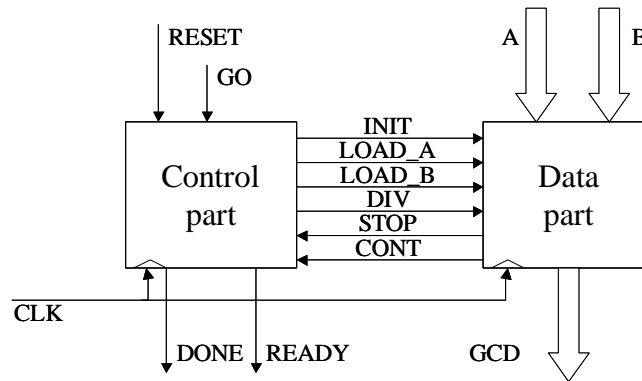 RESET
A
B
GO
INIT
LOAD_A
LOAD_B
DIV
STOP
CONT
Control
part
Data
part
CLK
DONE
READY
GCD